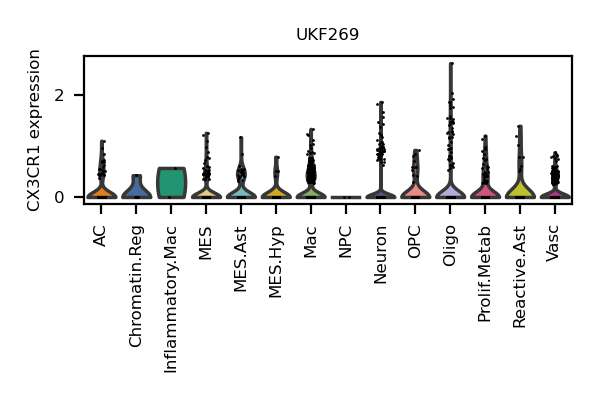 UKF269
CX3CR1 expression
2
0
AC
Chromatin.Reg
Inflammatory.Mac
MES
MES.Ast
MES.Hyp
Mac
NPC
Neuron
OPC
Oligo
Prolif.Metab
Reactive.Ast
Vasc